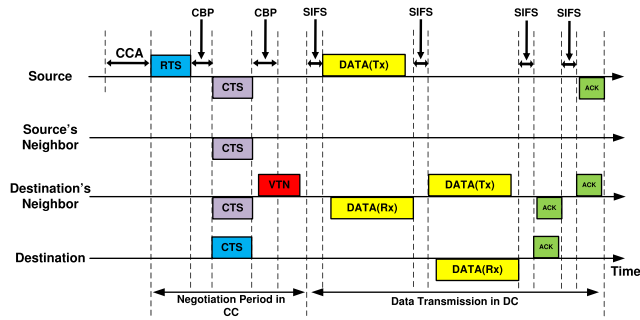 CBP
CBP
SIFS
SIFS
SIFS
SIFS
CCA
RTS
DATA(Tx)
Source
CTS
ACK
Source's
Neighbor
CTS
VTN
DATA(Tx)
ACK
Destination's
Neighbor
CTS
DATA(Rx)
ACK
CTS
ACK
Destination
DATA(Rx)
Time
Negotiation Period in
CC
Data Transmission in DC